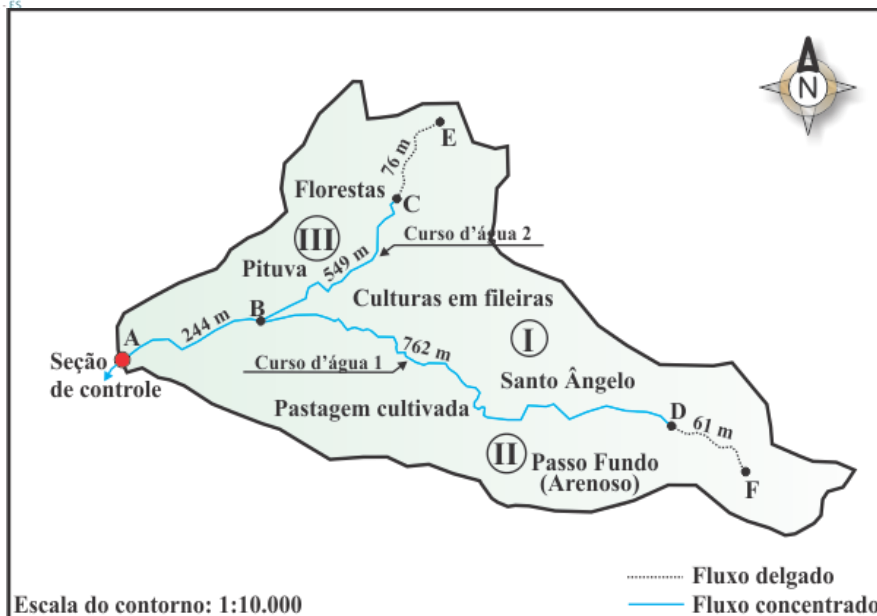 - ES
N
E
76 m
Florestas
C
III
Curso d'água 2
Pituva
549 m
Culturas em fileiras
B
244 m
A
I
762 m
Seção
de controle
Curso d'água 1
Santo Ângelo
Pastagem cultivada
D
61 m
II
Passo Fundo
(Arenoso)
F
Fluxo delgado
Escala do contorno: 1:10.000
Fluxo concentrado